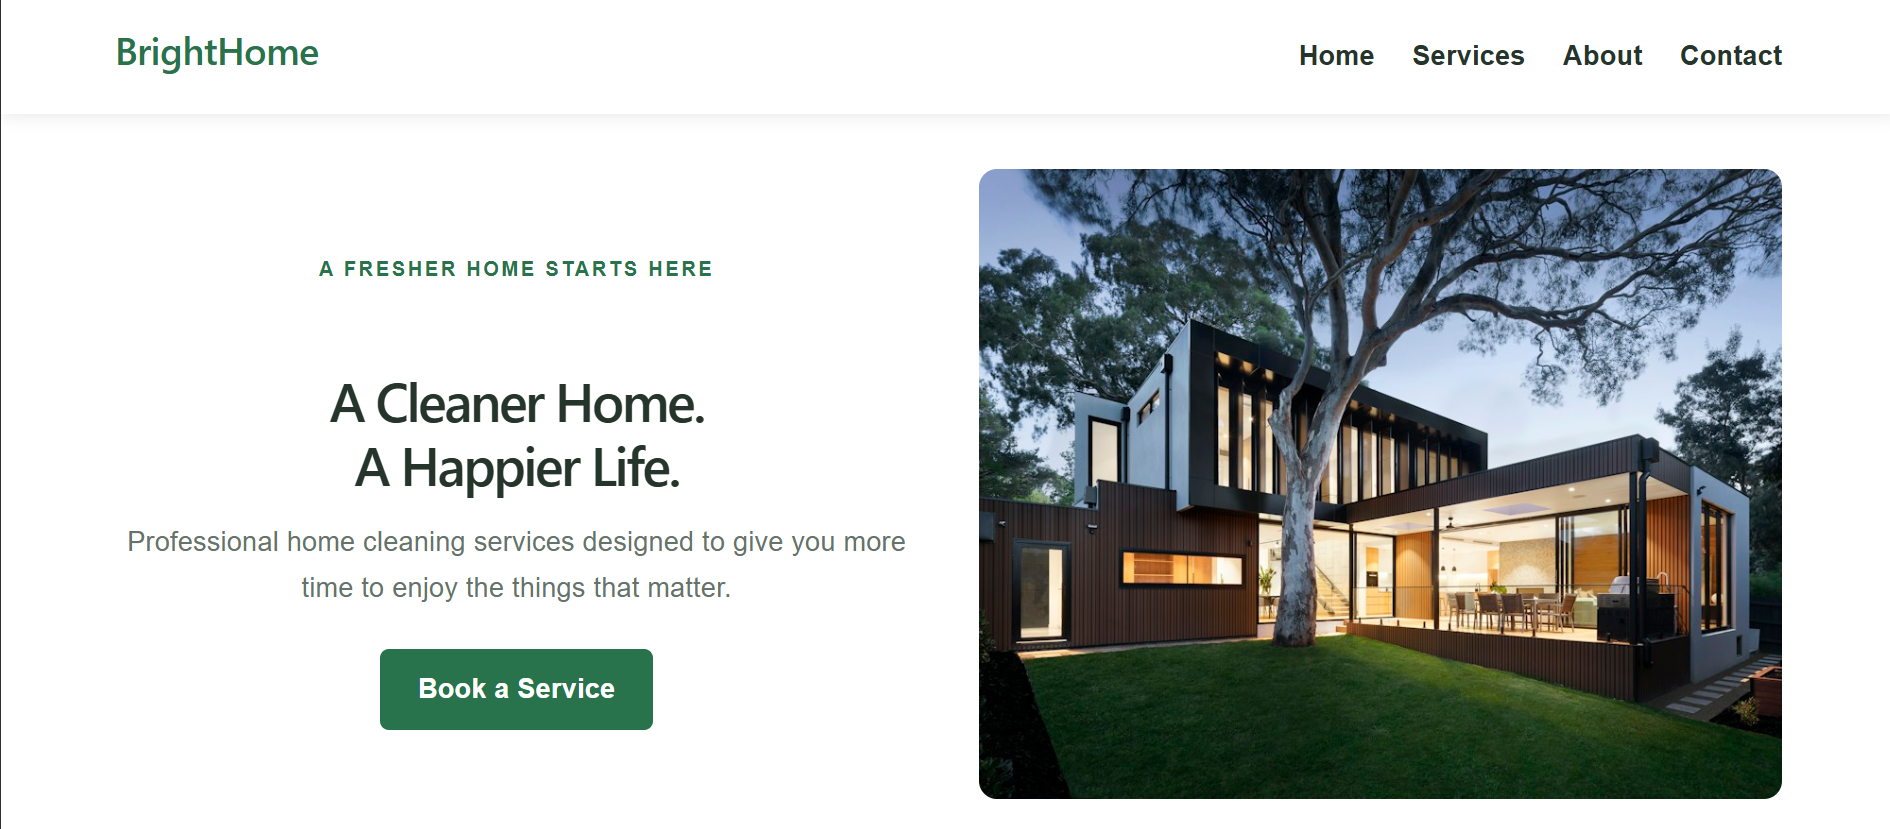 BrightHome
Home Services About Contact
A FRESHER HOME STARTS HERE
A Cleaner Home.
A Happier Life.
Professional home cleaning services designed to give you more
time to enjoy the things that matter.
Book a Service